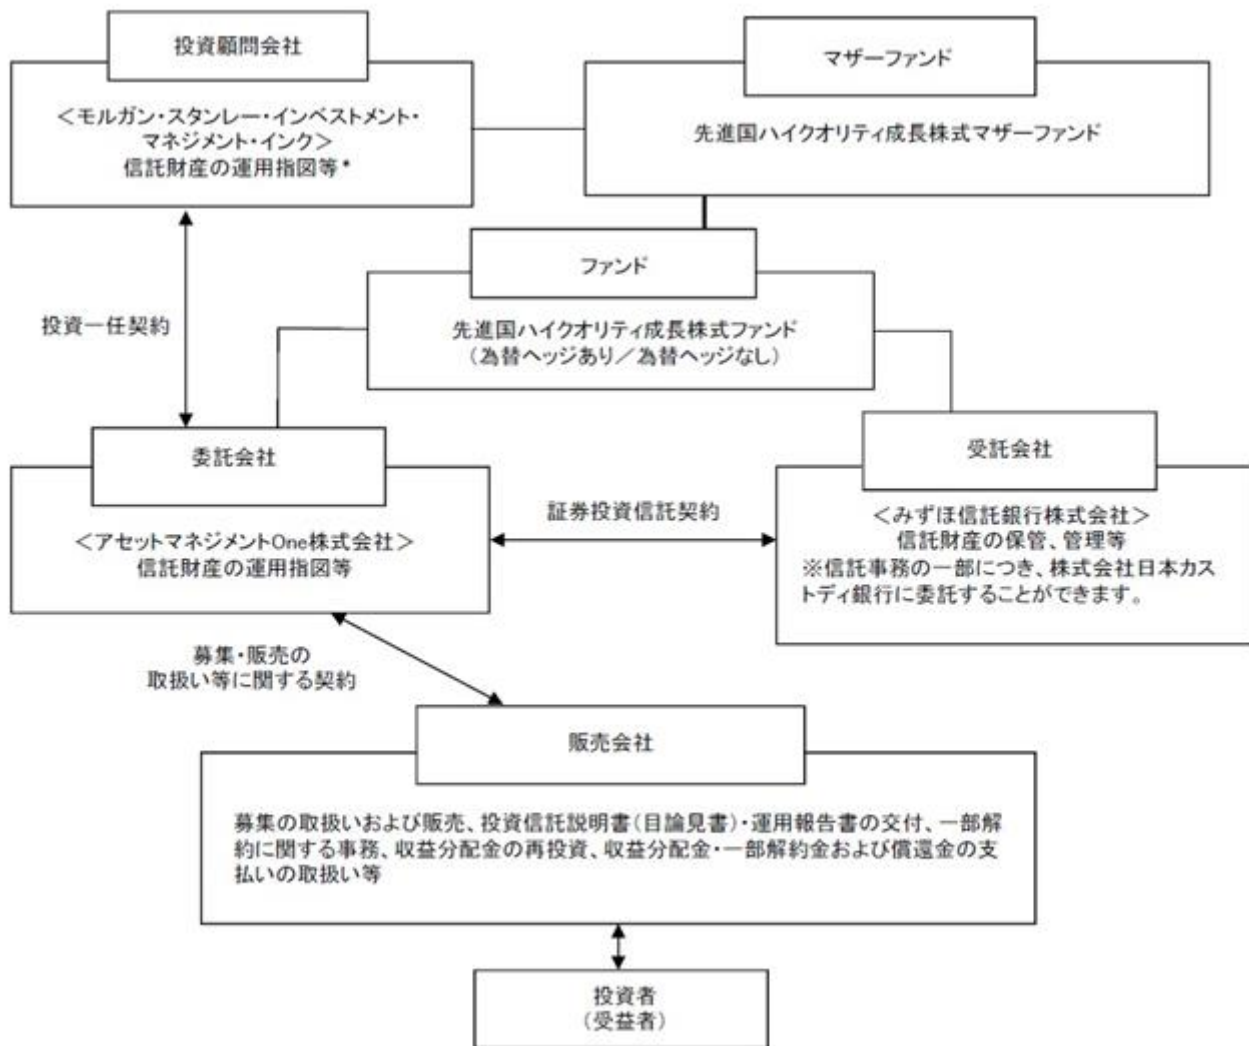 投資顧問会社
<モルガン・スタンレー・インベストメント・
マネジメント・インク>
信託財産の運用指図等*
マザーファンド
先進国ハイクオリティ成長株式マザーファンド
ファンド
先進国ハイクオリティ成長株式ファンド
(為替ヘッジあり/為替ヘッジなし)
投資一任契約
委託会社
<アセットマネジメントOne株式会社>
信託財産の運用指図等
証券投資信託契約
受託会社
<みずほ信託銀行株式会社>
信託財産の保管、管理等
※信託事務の一部につき、株式会社日本カス
トディ銀行に委託することができます。
募集・販売の
取扱い等に関する契約
販売会社
募集の取扱いおよび販売、投資信託説明書(目論見書)・運用報告書の交付、一部解
約に関する事務、収益分配金の再投資、収益分配金・一部解約金および償還金の支
払いの取扱い等
投資者
(受益者)